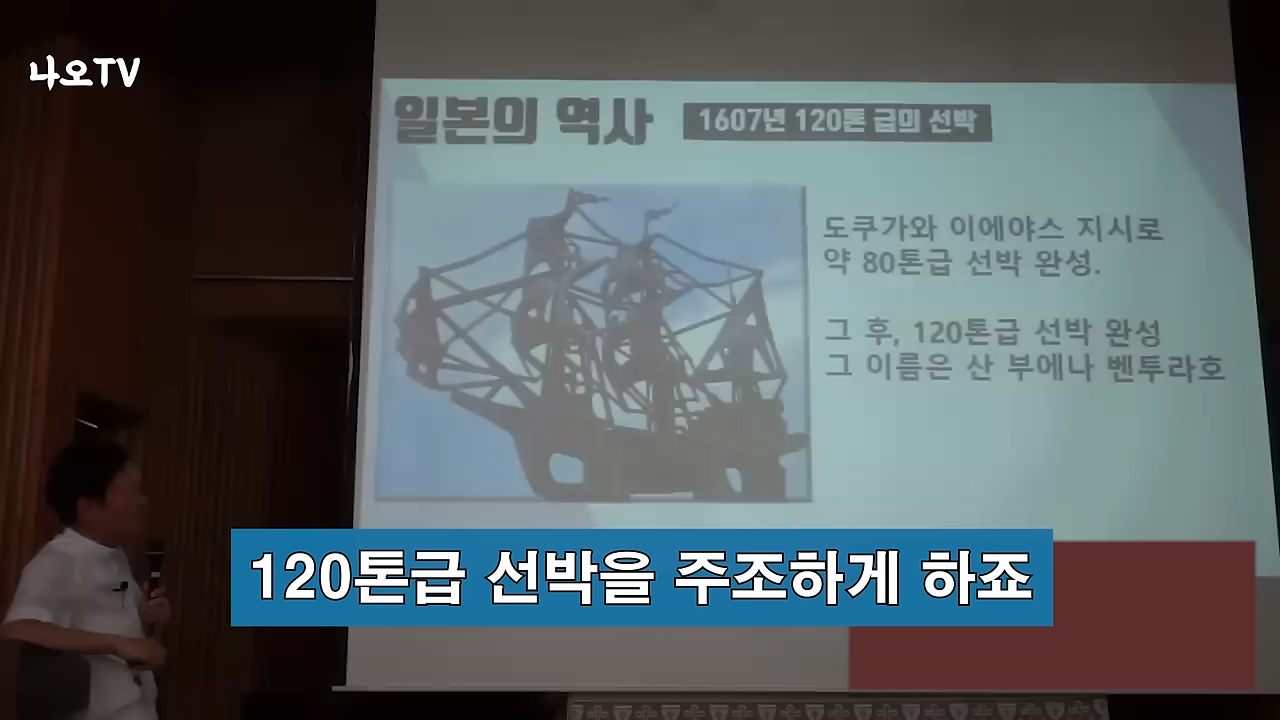 나오TV
일본의 역사
1607년 120톤 급의 선박
도쿠가와 이에야스 지시로
약 80톤급 선박 완성.
그 후, 120톤급 선박 완성
그 이름은 산 부에나 벤투라호
120톤급 선박을 주조하게 하죠